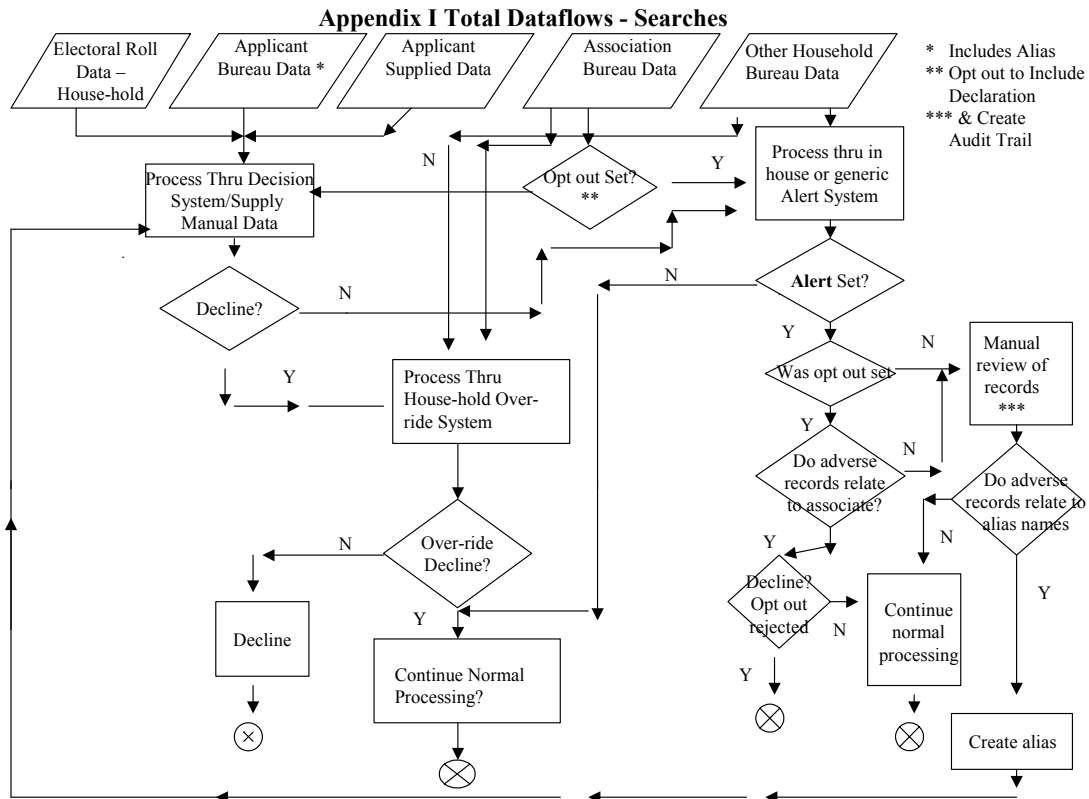 Appendix I Total Dataflows - Searches
Electoral Roll
Data –
House-hold
Applicant
Bureau Data *
Applicant
Supplied Data
Association
Bureau Data
Other Household
Bureau Data
* Includes Alias
** Opt out to Include
Declaration
*** & Create
Audit Trail
Process Thru Decision
System/Supply
Manual Data
N
Opt out Set?
**
Y
Process thru in
house or generic
Alert System
Decline?
N
N
Alert Set?
Y
Y
Process Thru
House-hold Over-
ride System
Was opt out set
N
Manual
review of
records
***
Y
Do adverse
records relate
to associate?
N
Do adverse
records relate to
alias names
N
Over-ride
Decline?
Y
N
Y
Decline
Y
Decline?
Opt out
rejected
N
Continue
normal
processing
Continue Normal
Processing?
Y
Create alias